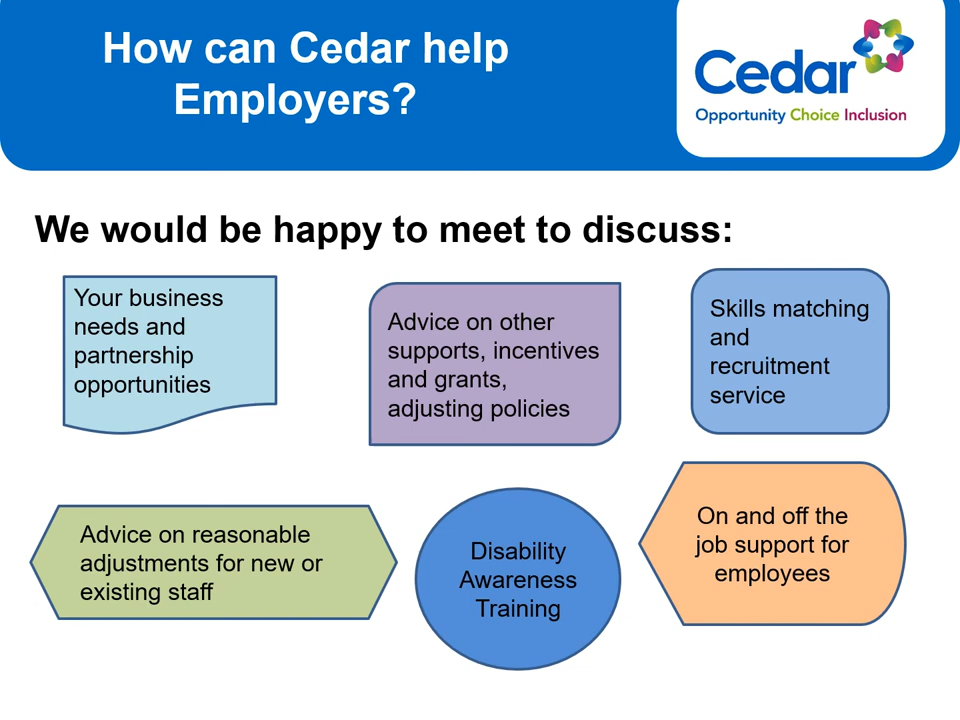 How can Cedar help
Employers?
Cedar
Opportunity Choice Inclusion
We would be happy to meet to discuss:
Your business
needs and
partnership
opportunities
Advice on other
supports, incentives
and grants,
adjusting policies
Skills matching
and
recruitment
service
Advice on reasonable
adjustments for new or
existing staff
Disability
Awareness
Training
On and off the
job support for
employees